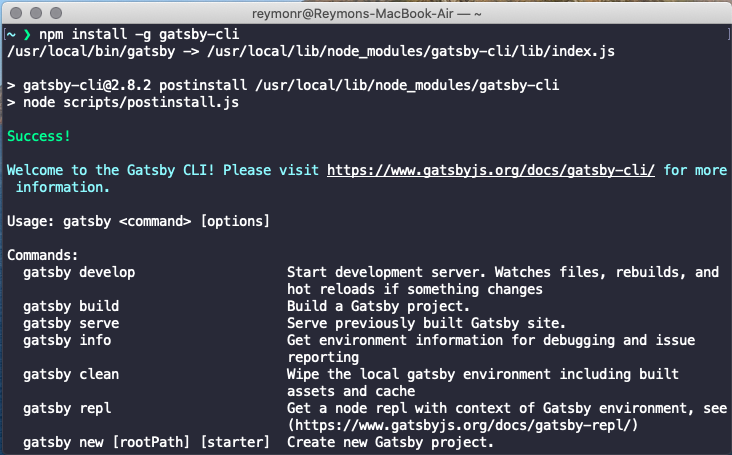 reymonr@Reymons-MacBook-Air — ~
[~ ❯ npm install -g gatsby-cli ]
/usr/local/bin/gatsby -> /usr/local/lib/node_modules/gatsby-cli/lib/index.js
> gatsby-cli@2.8.2 postinstall /usr/local/lib/node_modules/gatsby-cli
> node scripts/postinstall.js
Success!
Welcome to the Gatsby CLI! Please visit https://www.gatsbyjs.org/docs/gatsby-cli/ for more
information.
Usage: gatsby <command> [options]
Commands:
gatsby develop Start development server. Watches files, rebuilds, and
hot reloads if something changes
gatsby build Build a Gatsby project.
gatsby serve Serve previously built Gatsby site.
gatsby info Get environment information for debugging and issue
reporting
gatsby clean Wipe the local gatsby environment including built
assets and cache
gatsby repl Get a node repl with context of Gatsby environment, see
(https://www.gatsbyjs.org/docs/gatsby-repl/)
gatsby new [rootPath] [starter] Create new Gatsby project.